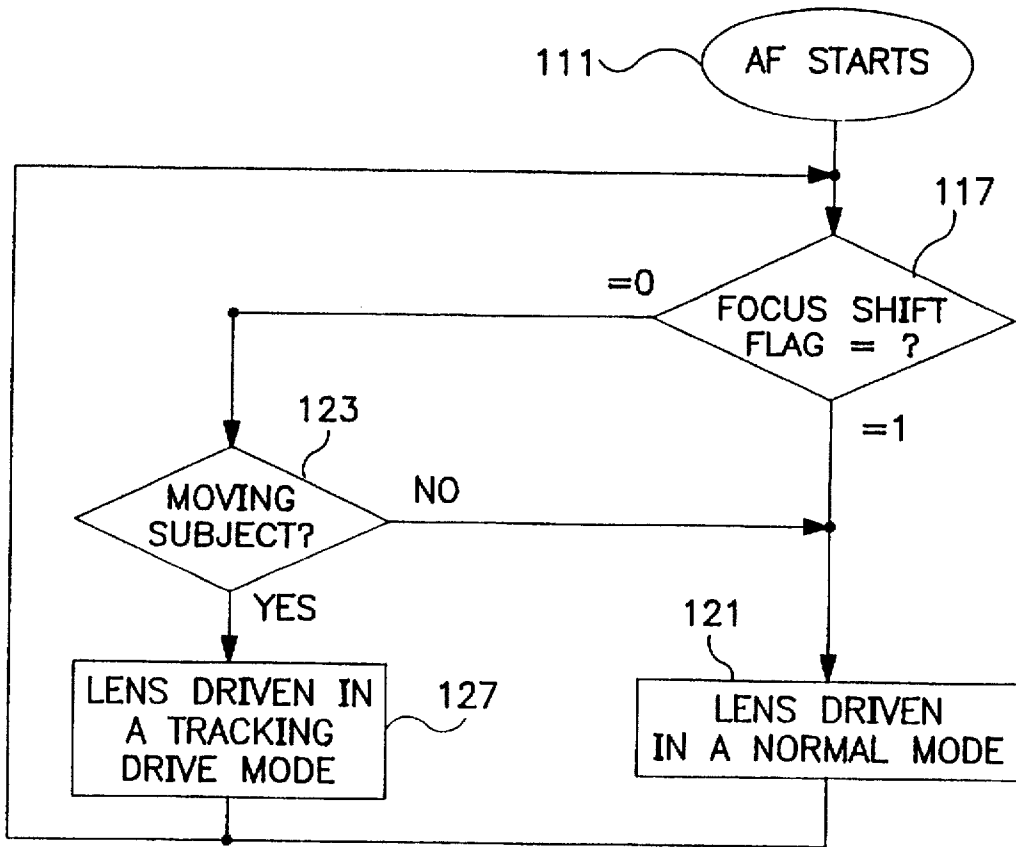 111
AF STARTS
117
=0
FOCUS SHIFT
FLAG = ?
=1
123
MOVING
SUBJECT?
NO
YES
LENS DRIVEN IN
A TRACKING
DRIVE MODE
127
121
LENS DRIVEN
IN A NORMAL MODE